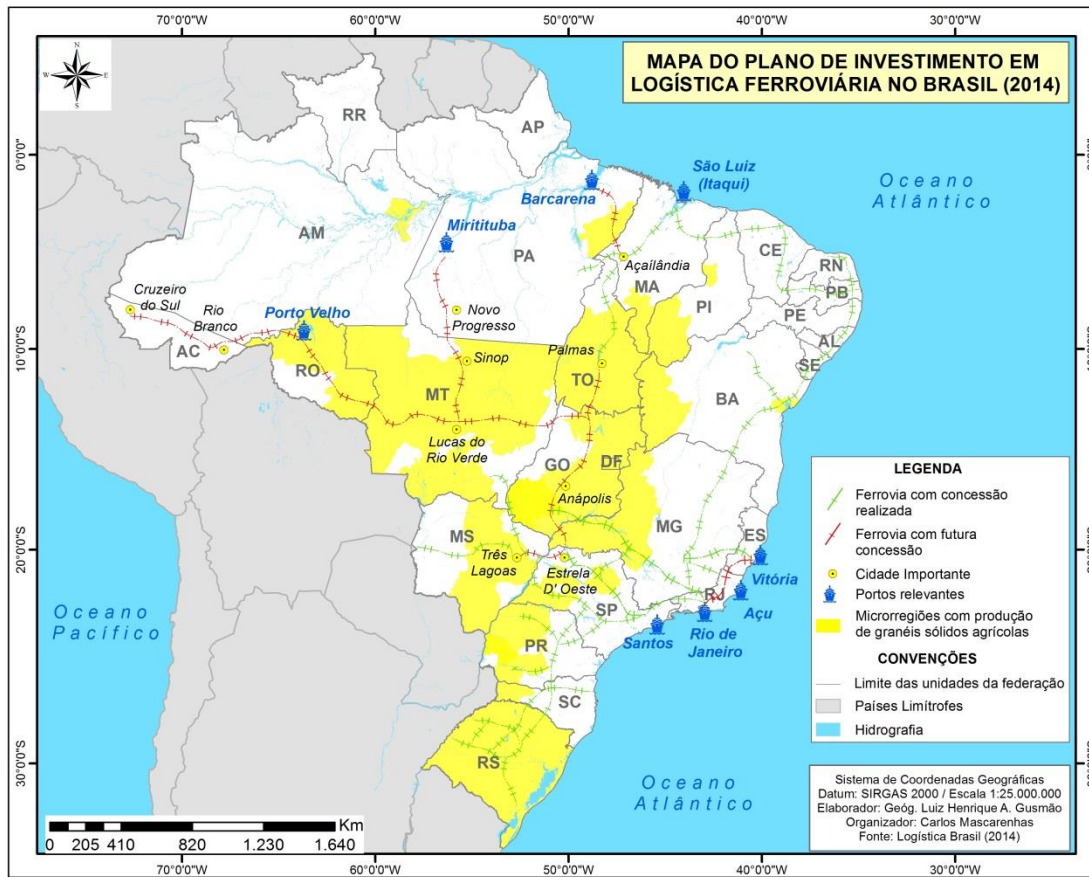 70°0'0"W
60°0'0"W
50°0'0"W
40°0'0"W
30°0'0"W
MAPA DO PLANO DE INVESTIMENTO EM
LOGÍSTICA FERROVIÁRIA NO BRASIL (2014)
N
W
E
S
RR
AP
0°0'0"
São Luiz
(Itaqui)
Oceano
Atlântico
Barcarena
Miritituba
AM
PA
CE
RN
Açaílândia
MA
PB
Cruzeiro
do Sul
Rio
Branco
Porto Velho
Novo
Progresso
PI
PE
AL
10°0'0"S
AC
Palmas
SE
RO
Sinop
TO
MT
BA
Lucas do
Rio Verde
GO
DF
LEGENDA
Anápolis
Ferrovia com concessão
realizada
MS
MG
ES
Ferrovia com futura
concessão
20°0'0"S
Três
Lagoas
Estrela
D' Oeste
Vitória
Cidade Importante
Oceano
Pacífico
SP
RJ
Açu
Portos relevantes
Santos
Rio de
Janeiro
Microrregiões com produção
de granéis sólidos agrícolas
PR
CONVENÇÕES
SC
Limite das unidades da federação
Países Limítrofes
Hidrografia
30°0'0"S
RS
Oceano
Atlântico
Sistema de Coordenadas Geográficas
Datum: SIRGAS 2000 / Escala 1:25.000.000
Elaborador: Geóg. Luiz Henrique A. Gusmão
Organizador: Carlos Mascarenhas
Fonte: Logística Brasil (2014)
Km
0 205 410 820 1.230 1.640
70°0'0"W
60°0'0"W
50°0'0"W
40°0'0"W
30°0'0"W